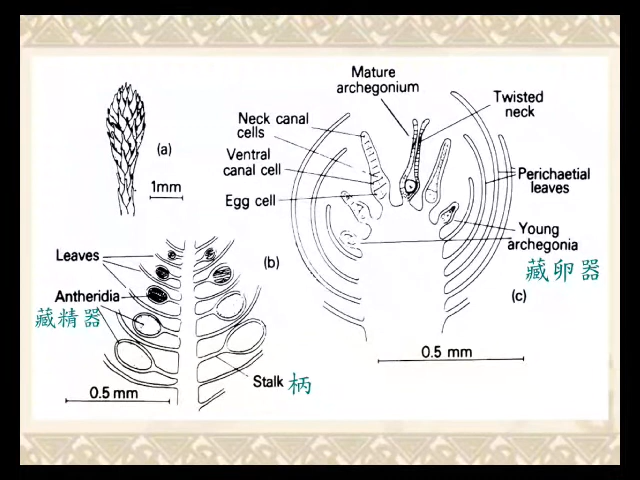 Mature
archegonium
Twisted
neck
Neck canal
cells
(a)
Ventral
canal cell
Perichaetial
leaves
1mm
Egg cell
Young
archegonia
Leaves
(b)
藏卵器
Antheridia
(c)
藏精器
0.5 mm
Stalk 柄
0.5 mm